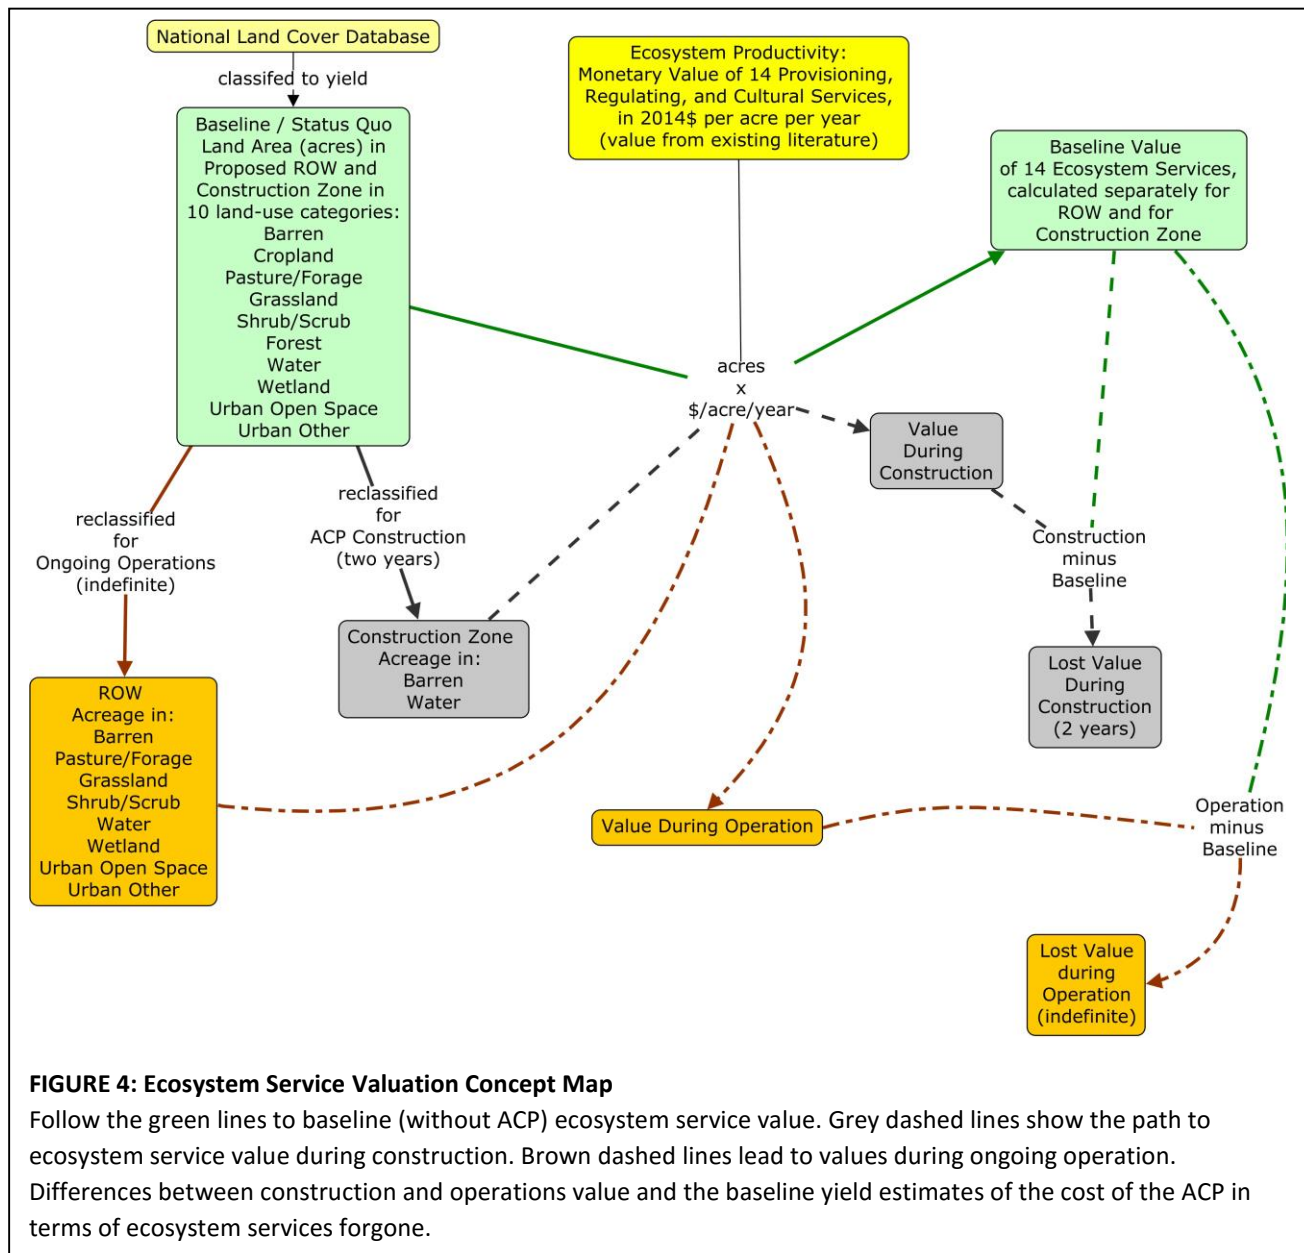 National Land Cover Database
classifed to yield
Baseline / Status Quo
Land Area (acres) in
Proposed ROW and
Construction Zone in
10 land-use categories:
Barren
Cropland
Pasture/Forage
Grassland
Shrub/Scrub
Forest
Water
Wetland
Urban Open Space
Urban Other
Ecosystem Productivity:
Monetary Value of 14 Provisioning,
Regulating, and Cultural Services,
in 2014$ per acre per year
(value from existing literature)
Baseline Value
of 14 Ecosystem Services,
calculated separately for
ROW and for
Construction Zone
acres
x
$/acre/year
Value
During
Construction
reclassified
for
Ongoing Operations
(indefinite)
reclassified
for
ACP Construction
(two years)
Construction
minus
Baseline
Construction Zone
Acreage in:
Barren
Water
Lost Value
During
Construction
(2 years)
ROW
Acreage in:
Barren
Pasture/Forage
Grassland
Shrub/Scrub
Water
Wetland
Urban Open Space
Urban Other
Value During Operation
Operation
minus
Baseline
Lost Value
during
Operation
(indefinite)
FIGURE 4: Ecosystem Service Valuation Concept Map
Follow the green lines to baseline (without ACP) ecosystem service value. Grey dashed lines show the path to
ecosystem service value during construction. Brown dashed lines lead to values during ongoing operation.
Differences between construction and operations value and the baseline yield estimates of the cost of the ACP in
terms of ecosystem services forgone.